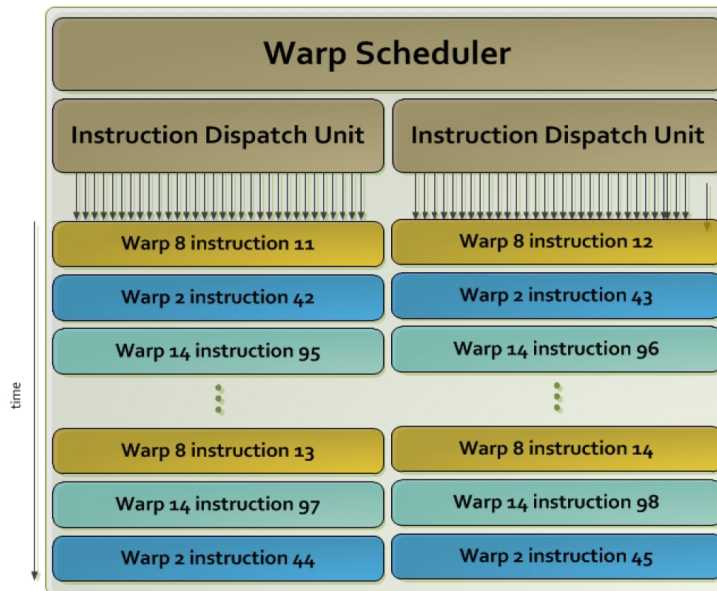 Warp Scheduler
Instruction Dispatch Unit
Instruction Dispatch Unit
Warp 8 instruction 11
Warp 8 instruction 12
Warp 2 instruction 42
Warp 2 instruction 43
Warp 14 instruction 95
Warp 14 instruction 96
time
Warp 8 instruction 13
Warp 8 instruction 14
Warp 14 instruction 97
Warp 14 instruction 98
Warp 2 instruction 44
Warp 2 instruction 45